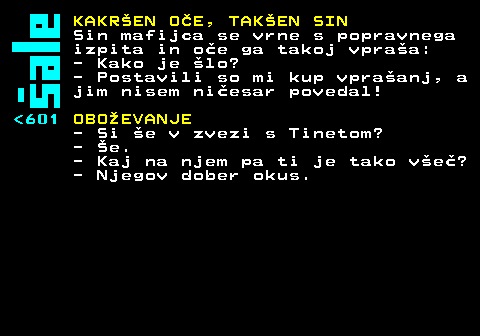 šale
KAKRŠEN OČE, TAKŠEN SIN
Sin mafijca se vrne s popravnega
izpita in oče ga takoj vpraša:
- Kako je šlo?
- Postavili so mi kup vprašanj, a
jim nisem ničesar povedal!
<601 OBOŽEVANJE
- Si še v zvezi s Tinetom?
- Še.
- Kaj na njem pa ti je tako všeč?
- Njegov dober okus.